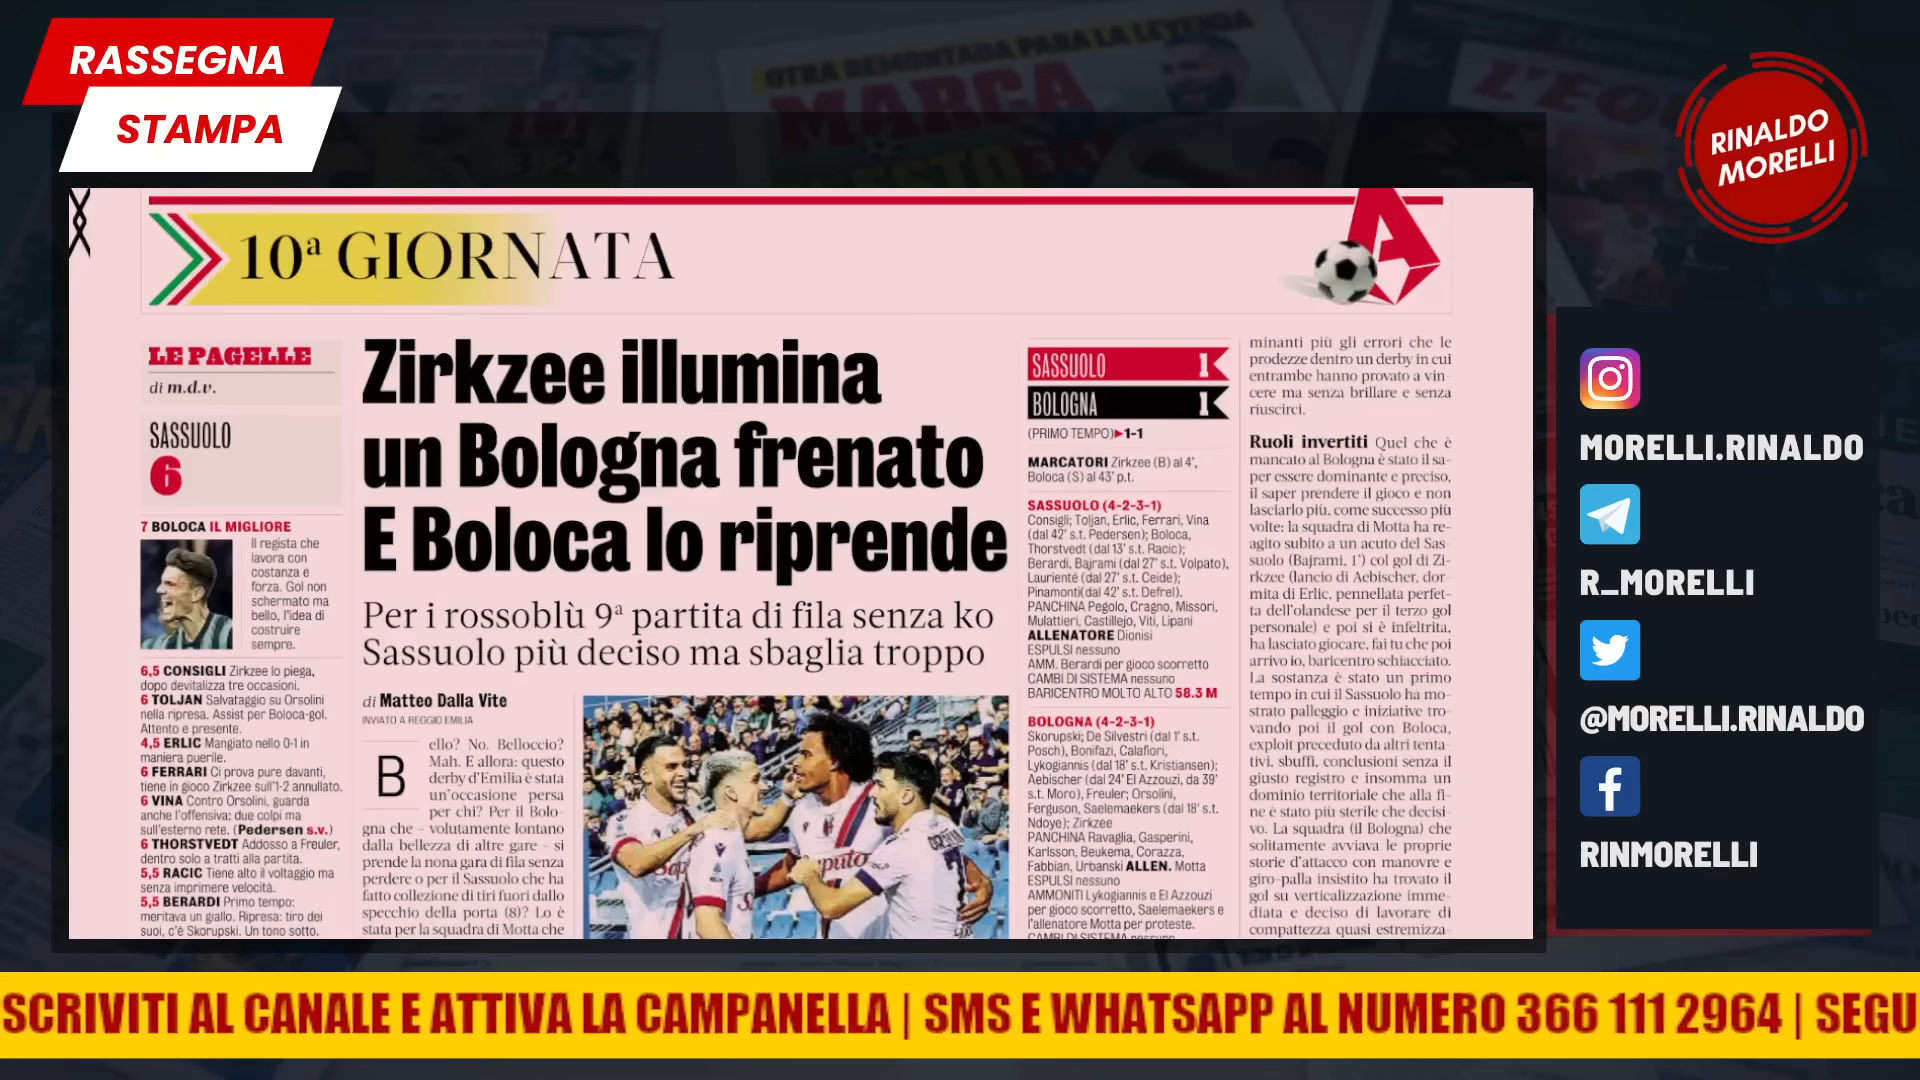 RASSEGNA
STAMPA
OTRA REMONTADA PARA LA LEYENDA
MARCA
RINALDO
MORELLI
10ª GIORNATA
LE PAGELLE
di m.d.v.
SASSUOLO
6
7 BOLOCA IL MIGLIORE
Il regista che
lavora con
costanza e
forza. Gol non
schermato ma
bello, l'idea di
costruire
sempre.
6,5 CONSIGLI Zirkzee lo piega,
dopo devitalizza tre occasioni.
6 TOLJAN Salvataggio su Orsolini
nella ripresa. Assist per Boloca-gol.
Attento e presente.
4,5 ERLIC Mangiato nello 0-1 in
maniera puerile.
6 FERRARI Ci prova pure davanti,
tiene in gioco Zirkzee sull'1-2 annullato.
6 VINA Contro Orsolini, guarda
anche l'offensiva: due colpi ma
sull'esterno rete. (Pedersen s.v.)
6 THORSTVEDT Addosso a Freuler,
dentro solo a tratti alla partita.
5,5 RACIC Tiene alto il voltaggio ma
senza imprimere velocità.
5,5 BERARDI Primo tempo:
meritava un giallo. Ripresa: tiro dei
suoi, c'è Skorupski. Un tono sotto.
Zirkzee illumina
un Bologna frenato
E Boloca lo riprende
Per i rossoblù 9ª partita di fila senza ko
Sassuolo più deciso ma sbaglia troppo
di Matteo Dalla Vite
INVIATO A REGGIO EMILIA
Bello? No. Belloccio?
Mah. E allora: questo
derby d'Emilia è stata
un'occasione persa
per chi? Per il Bolo-
gna che – volutamente lontano
dalla bellezza di altre gare – si
prende la nona gara di fila senza
perdere o per il Sassuolo che ha
fatto collezione di tiri fuori dallo
specchio della porta (8)? Lo è
stata per la squadra di Motta che
SASSUOLO 1
BOLOGNA 1
(PRIMO TEMPO) 1-1
MARCATORI Zirkzee (B) al 4',
Boloca (S) al 43' p.t.
SASSUOLO (4-2-3-1)
Consigli; Toljan, Erlic, Ferrari, Vina
(dal 42' s.t. Pedersen); Boloca,
Thorstvedt (dal 13' s.t. Racic);
Berardi, Bajrami (dal 27' s.t. Volpato),
Laurienté (dal 27' s.t. Ceide);
Pinamonti(dal 42' s.t. Defrel).
PANCHINA Pegolo, Cragno, Missori,
Mulattieri, Castillejo, Viti, Lipani
ALLENATORE Dionisi
ESPULSI nessuno
AMM. Berardi per gioco scorretto
CAMBI DI SISTEMA nessuno
BARICENTRO MOLTO ALTO 58.3 M
BOLOGNA (4-2-3-1)
Skorupski; De Silvestri (dal 1' s.t.
Posch), Bonifazi, Calafiori,
Lykogiannis (dal 18' s.t. Kristiansen);
Aebischer (dal 24' El Azzouzi, da 39'
s.t. Moro), Freuler; Orsolini,
Ferguson, Saelemaekers (dal 18' s.t.
Ndoye); Zirkzee
PANCHINA Ravaglia, Gasperini,
Karlsson, Beukema, Corazza,
Fabbian, Urbanski ALLEN. Motta
ESPULSI nessuno
AMMONITI Lykogiannis e El Azzouzi
per gioco scorretto, Saelemaekers e
l'allenatore Motta per proteste.
CAMBI DI SISTEMA nessuno
minanti più gli errori che le
prodezze dentro un derby in cui
entrambe hanno provato a vin-
cere ma senza brillare e senza
riuscirci.
Ruoli invertiti Quel che è
mancato al Bologna è stato il sa-
per essere dominante e preciso,
il saper prendere il gioco e non
lasciarlo più, come successo più
volte: la squadra di Motta ha re-
agito subito a un acuto del Sas-
suolo (Bajrami, 1') col gol di Zi-
rkzee (lancio di Aebischer, dor-
mita di Erlic, pennellata perfet-
ta dell'olandese per il terzo gol
personale) e poi si è infeltrita,
ha lasciato giocare, fai tu che poi
arrivo io, baricentro schiacciato.
La sostanza è stato un primo
tempo in cui il Sassuolo ha mo-
strato palleggio e iniziative tro-
vando poi il gol con Boloca,
exploit preceduto da altri tenta-
tivi, sbuffi, conclusioni senza il
giusto registro e insomma un
dominio territoriale che alla fi-
ne è stato più sterile che decisi-
vo. La squadra (il Bologna) che
solitamente avviava le proprie
storie d'attacco con manovre e
giro-palla insistito ha trovato il
gol su verticalizzazione imme-
diata e deciso di lavorare di
compattezza quasi estremizza-
MORELLI.RINALDO
R_MORELLI
@MORELLI.RINALDO
RINMORELLI
SCRIVITI AL CANALE E ATTIVA LA CAMPANELLA | SMS E WHATSAPP AL NUMERO 366 111 2964 | SEGU